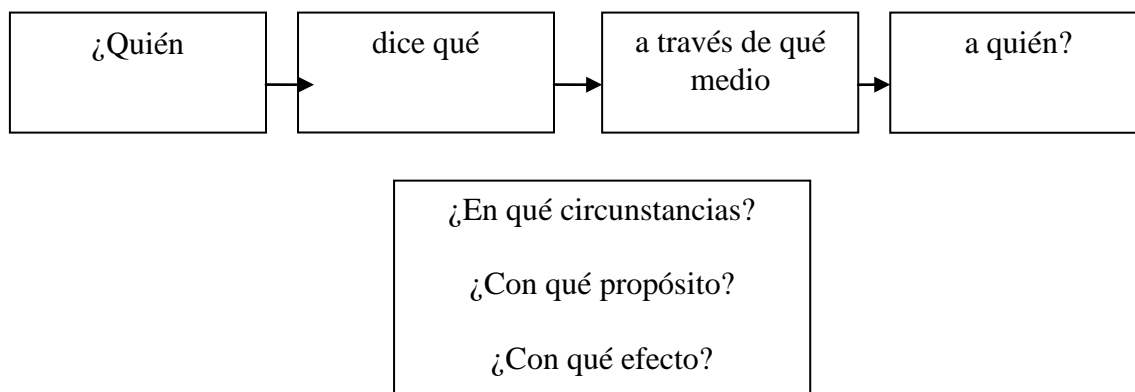 ¿Quién
dice qué
a través de qué
medio
a quién?
¿En qué circunstancias?
¿Con qué propósito?
¿Con qué efecto?